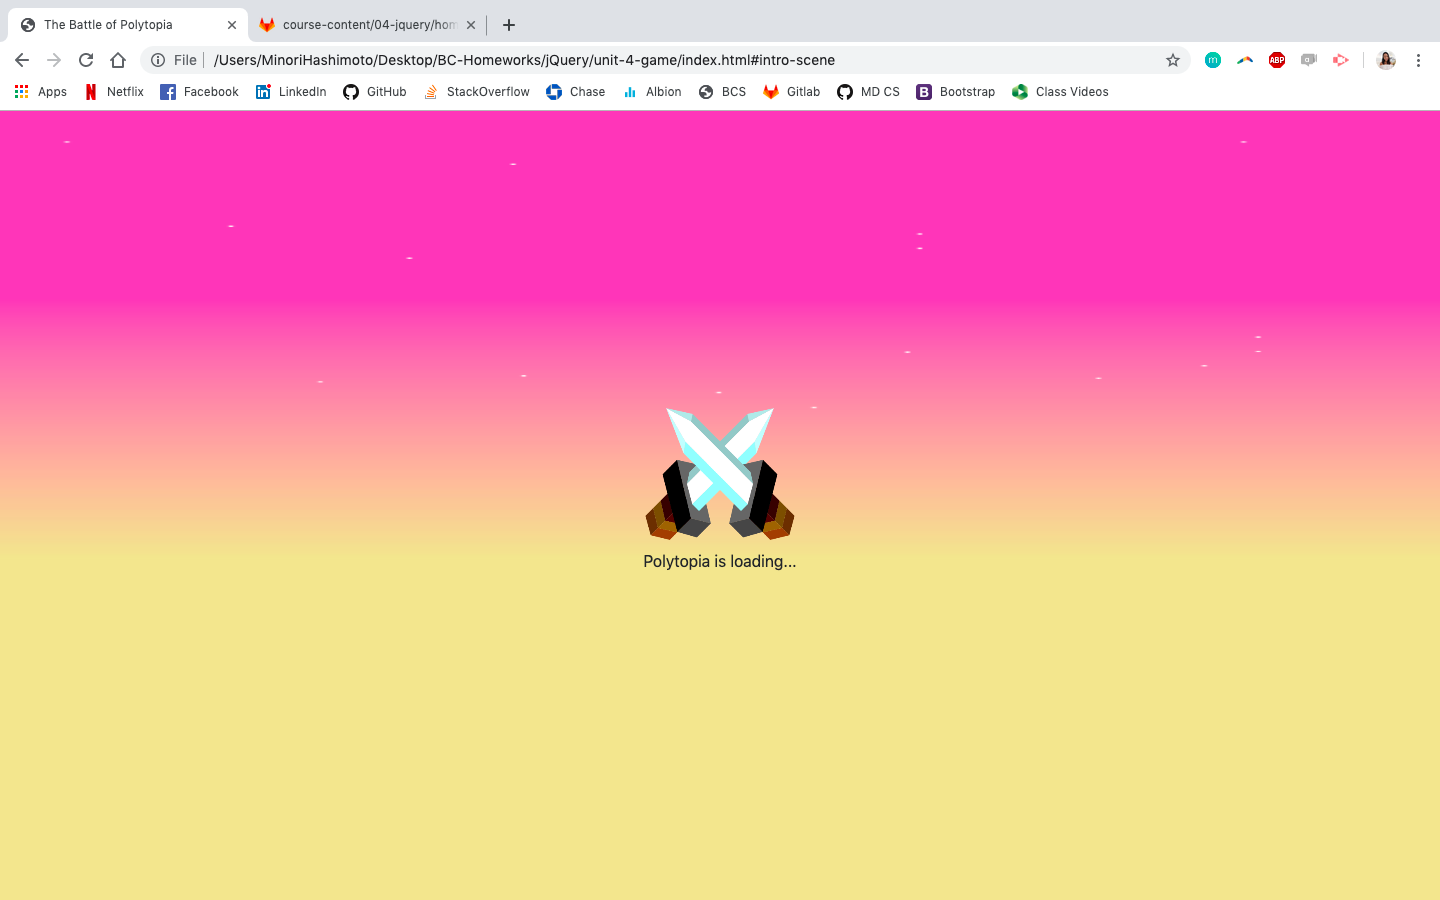 The Battle of Polytopia
course-content/04-jquery/hom
File /Users/MinoriHashimoto/Desktop/BC-Homeworks/jQuery/unit-4-game/index.html#intro-scene
m ABP
Apps Netflix Facebook LinkedIn GitHub StackOverflow Chase Albion BCS Gitlab MD CS B Bootstrap Class Videos
Polytopia is loading...